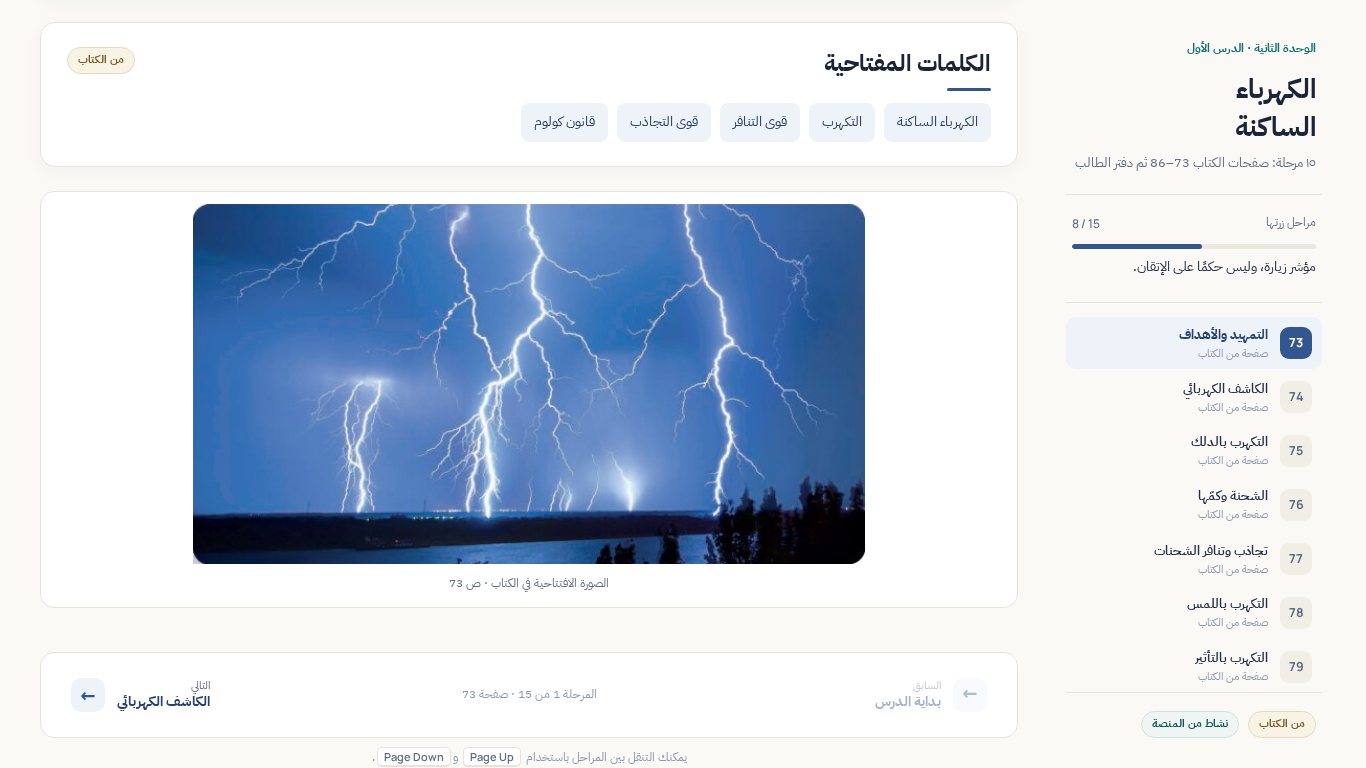 الوحدة الثانية · الدرس الأول
الكهرباء
الساكنة
١٥ مرحلة: صفحات الكتاب 73–86 ثم دفتر الطالب
مراحل زرتها
8 / 15
مؤشر زيارة، وليس حكمًا على الإتقان.
73
التمهيد والأهداف
صفحة من الكتاب
74
الكاشف الكهربائي
صفحة من الكتاب
75
التكهرب بالدلك
صفحة من الكتاب
76
الشحنة وكمّها
صفحة من الكتاب
77
تجاذب وتنافر الشحنات
صفحة من الكتاب
78
التكهرب باللمس
صفحة من الكتاب
79
التكهرب بالتأثير
صفحة من الكتاب
من الكتاب
نشاط من المنصة
الكلمات المفتاحية
من الكتاب
الكهرباء الساكنة
التكهرب
قوى التنافر
قوى التجاذب
قانون كولوم
الصورة الافتتاحية في الكتاب · ص 73
السابق
بداية الدرس
المرحلة 1 من 15 · صفحة 73
التالي
الكاشف الكهربائي
يمكنك التنقل بين المراحل باستخدام Page Up و Page Down .